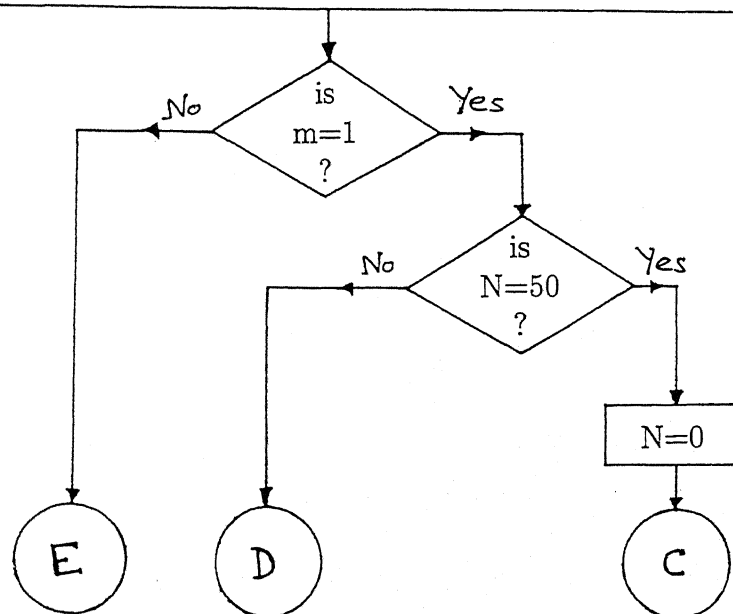 is
m=1
?
No
Yes
is
N=50
?
No
Yes
N=0
E
D
C